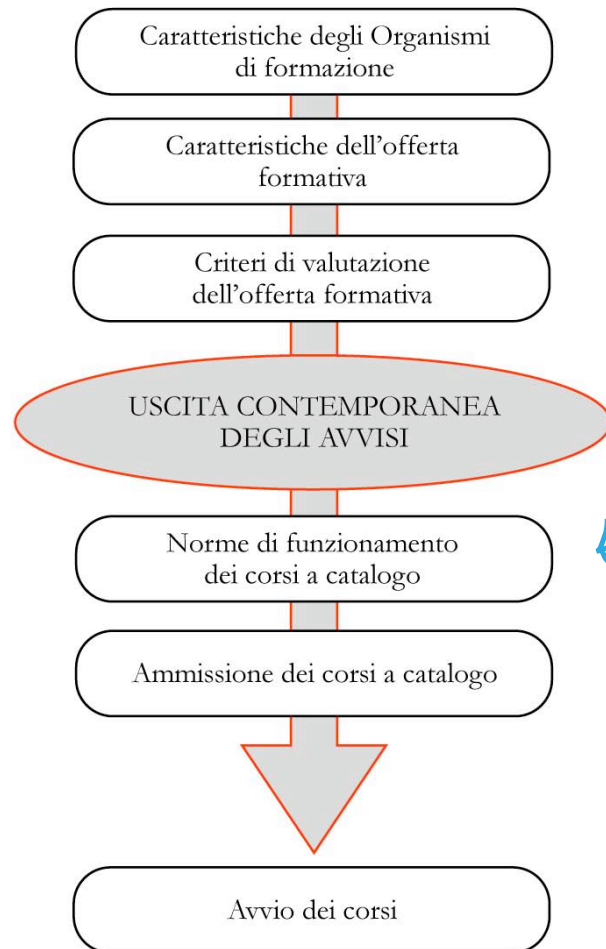 Caratteristiche degli Organismi
di formazione
Caratteristiche dell’offerta
formativa
Criteri di valutazione
dell’offerta formativa
USCITA CONTEMPORANEA
DEGLI AVVISI
Norme di funzionamento
dei corsi a catalogo
Ammissione dei corsi a catalogo
Avvio dei corsi